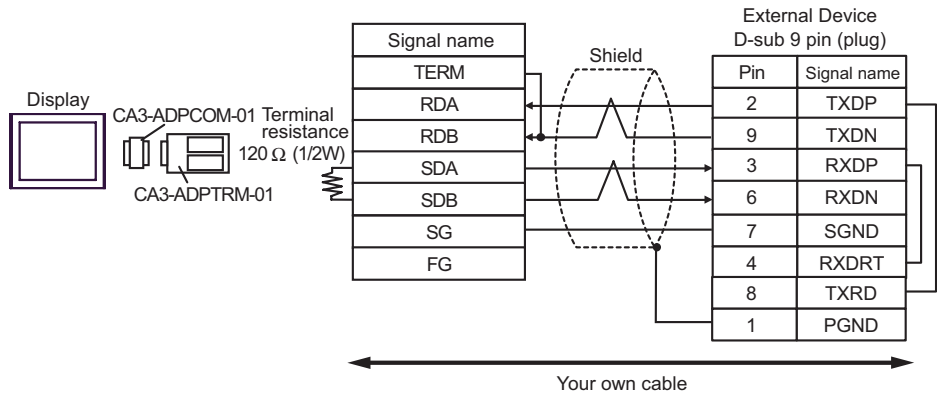 External Device
D-sub 9 pin (plug)
Signal name
Shield
Pin Signal name
TERM
Display
CA3-ADPCOM-01
Terminal
resistance
120 Ω (1/2W)
CA3-ADPTRM-01
RDA
RDB
SDA
SDB
SG
FG
2 TXDP
9 TXDN
3 RXDP
6 RXDN
7 SGND
4 RXDRT
8 TXRD
1 PGND
Your own cable